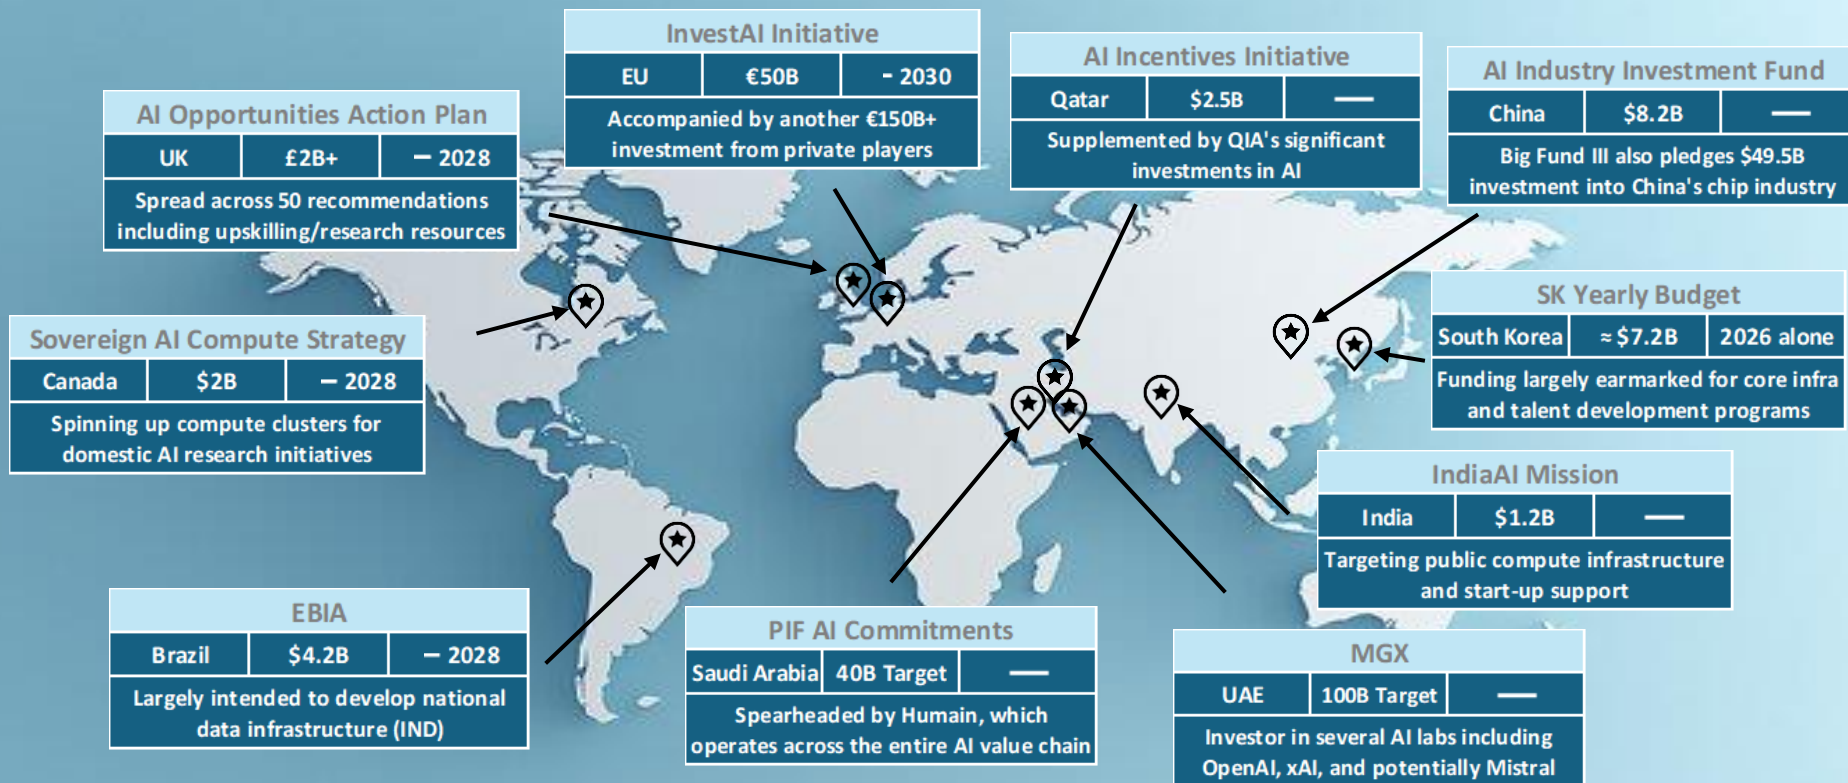 InvestAI Initiative
EU €50B - 2030
Accompanied by another €150B+
investment from private players
AI Incentives Initiative
Qatar $2.5B —
Supplemented by QIA's significant
investments in AI
AI Industry Investment Fund
China $8.2B —
Big Fund III also pledges $49.5B
investment into China's chip industry
AI Opportunities Action Plan
UK £2B+ – 2028
Spread across 50 recommendations
including upskilling/research resources
SK Yearly Budget
South Korea ≈ $7.2B 2026 alone
Funding largely earmarked for core infra
and talent development programs
Sovereign AI Compute Strategy
Canada $2B – 2028
Spinning up compute clusters for
domestic AI research initiatives
IndiaAI Mission
India $1.2B —
Targeting public compute infrastructure
and start-up support
EBIA
Brazil $4.2B – 2028
Largely intended to develop national
data infrastructure (IND)
PIF AI Commitments
Saudi Arabia 40B Target —
Spearheaded by Humain, which
operates across the entire AI value chain
MGX
UAE 100B Target —
Investor in several AI labs including
OpenAI, xAI, and potentially Mistral